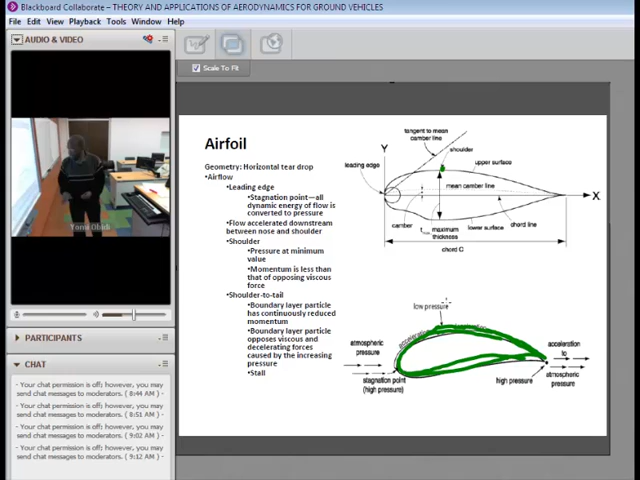 Blackboard Collaborate – THEORY AND APPLICATIONS OF AERODYNAMICS FOR GROUND VEHICLES
File Edit View Playback Tools Window Help
AUDIO & VIDEO
Scale To Fit
Airfoil
Geometry: Horizontal tear drop
•Airflow
•Leading edge
•Stagnation point—all
dynamic energy of flow is
converted to pressure
•Flow accelerated downstream
between nose and shoulder
•Shoulder
•Pressure at minimum
value
•Momentum is less than
that of opposing viscous
force
•Shoulder-to-tail
•Boundary layer particle
has continuously reduced
momentum
•Boundary layer particle
opposes viscous and
decelerating forces
caused by the increasing
pressure
•Stall
tangent to mean
camber line
Y
shoulder
leading edge
upper surface
mean camber line
X
camber
maximum
thickness
lower surface
chord line
chord C
low pressure
atmospheric
pressure
acceleration
to
atmospheric
pressure
stagnation point
(high pressure)
high pressure
PARTICIPANTS
CHAT
- Your chat permission is off; however, you may
send chat messages to moderators. ( 8:44 AM ) -
- Your chat permission is off; however, you may
send chat messages to moderators. ( 8:51 AM ) -
- Your chat permission is off; however, you may
send chat messages to moderators. ( 9:02 AM ) -
- Your chat permission is off; however, you may
send chat messages to moderators. ( 9:12 AM ) -